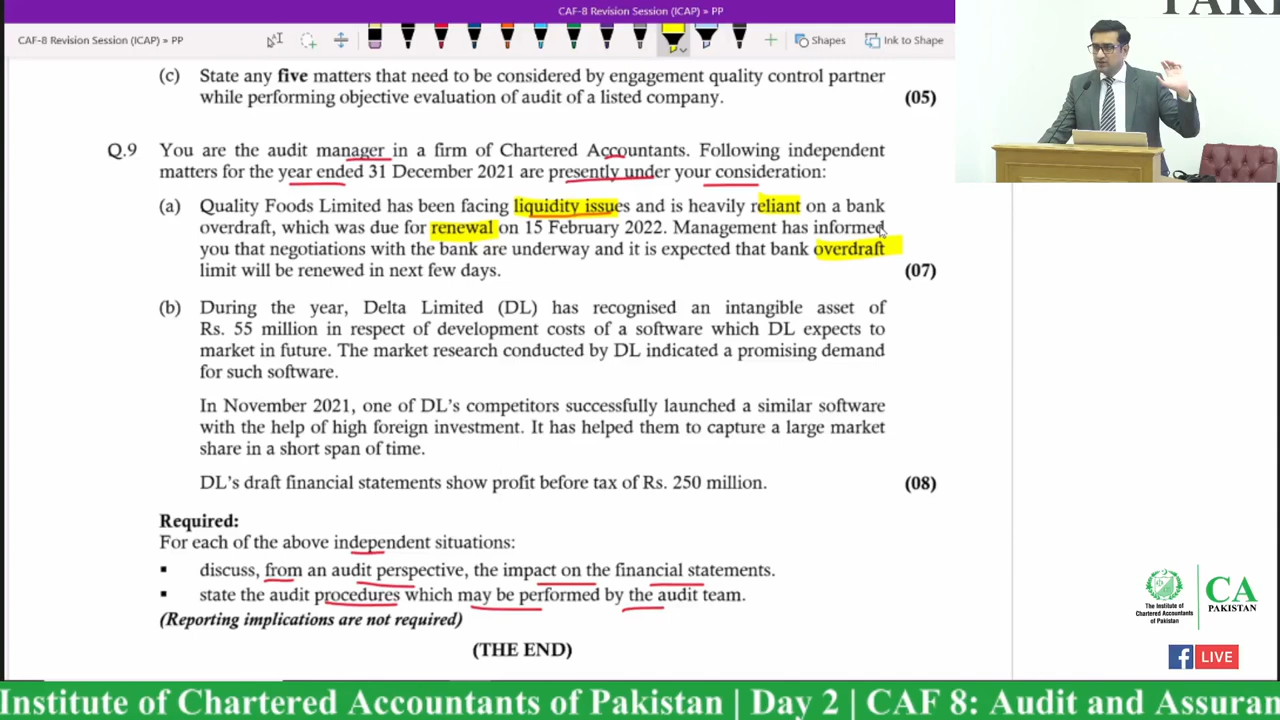 CAF-8 Revision Session (ICAP) » PP
CAF-8 Revision Session (ICAP) » PP
Shapes
Ink to Shape
(c) State any five matters that need to be considered by engagement quality control partner
while performing objective evaluation of audit of a listed company. (05)
Q.9 You are the audit manager in a firm of Chartered Accountants. Following independent
matters for the year ended 31 December 2021 are presently under your consideration:
(a) Quality Foods Limited has been facing liquidity issues and is heavily reliant on a bank
overdraft, which was due for renewal on 15 February 2022. Management has informed
you that negotiations with the bank are underway and it is expected that bank overdraft
limit will be renewed in next few days. (07)
(b) During the year, Delta Limited (DL) has recognised an intangible asset of
Rs. 55 million in respect of development costs of a software which DL expects to
market in future. The market research conducted by DL indicated a promising demand
for such software.
In November 2021, one of DL's competitors successfully launched a similar software
with the help of high foreign investment. It has helped them to capture a large market
share in a short span of time.
DL's draft financial statements show profit before tax of Rs. 250 million. (08)
Required:
For each of the above independent situations:
▪ discuss, from an audit perspective, the impact on the financial statements.
▪ state the audit procedures which may be performed by the audit team.
(Reporting implications are not required)
(THE END)
The Institute of
Chartered Accountants
of Pakistan
CA
PAKISTAN
f LIVE
Institute of Chartered Accountants of Pakistan | Day 2 | CAF 8: Audit and Assuran